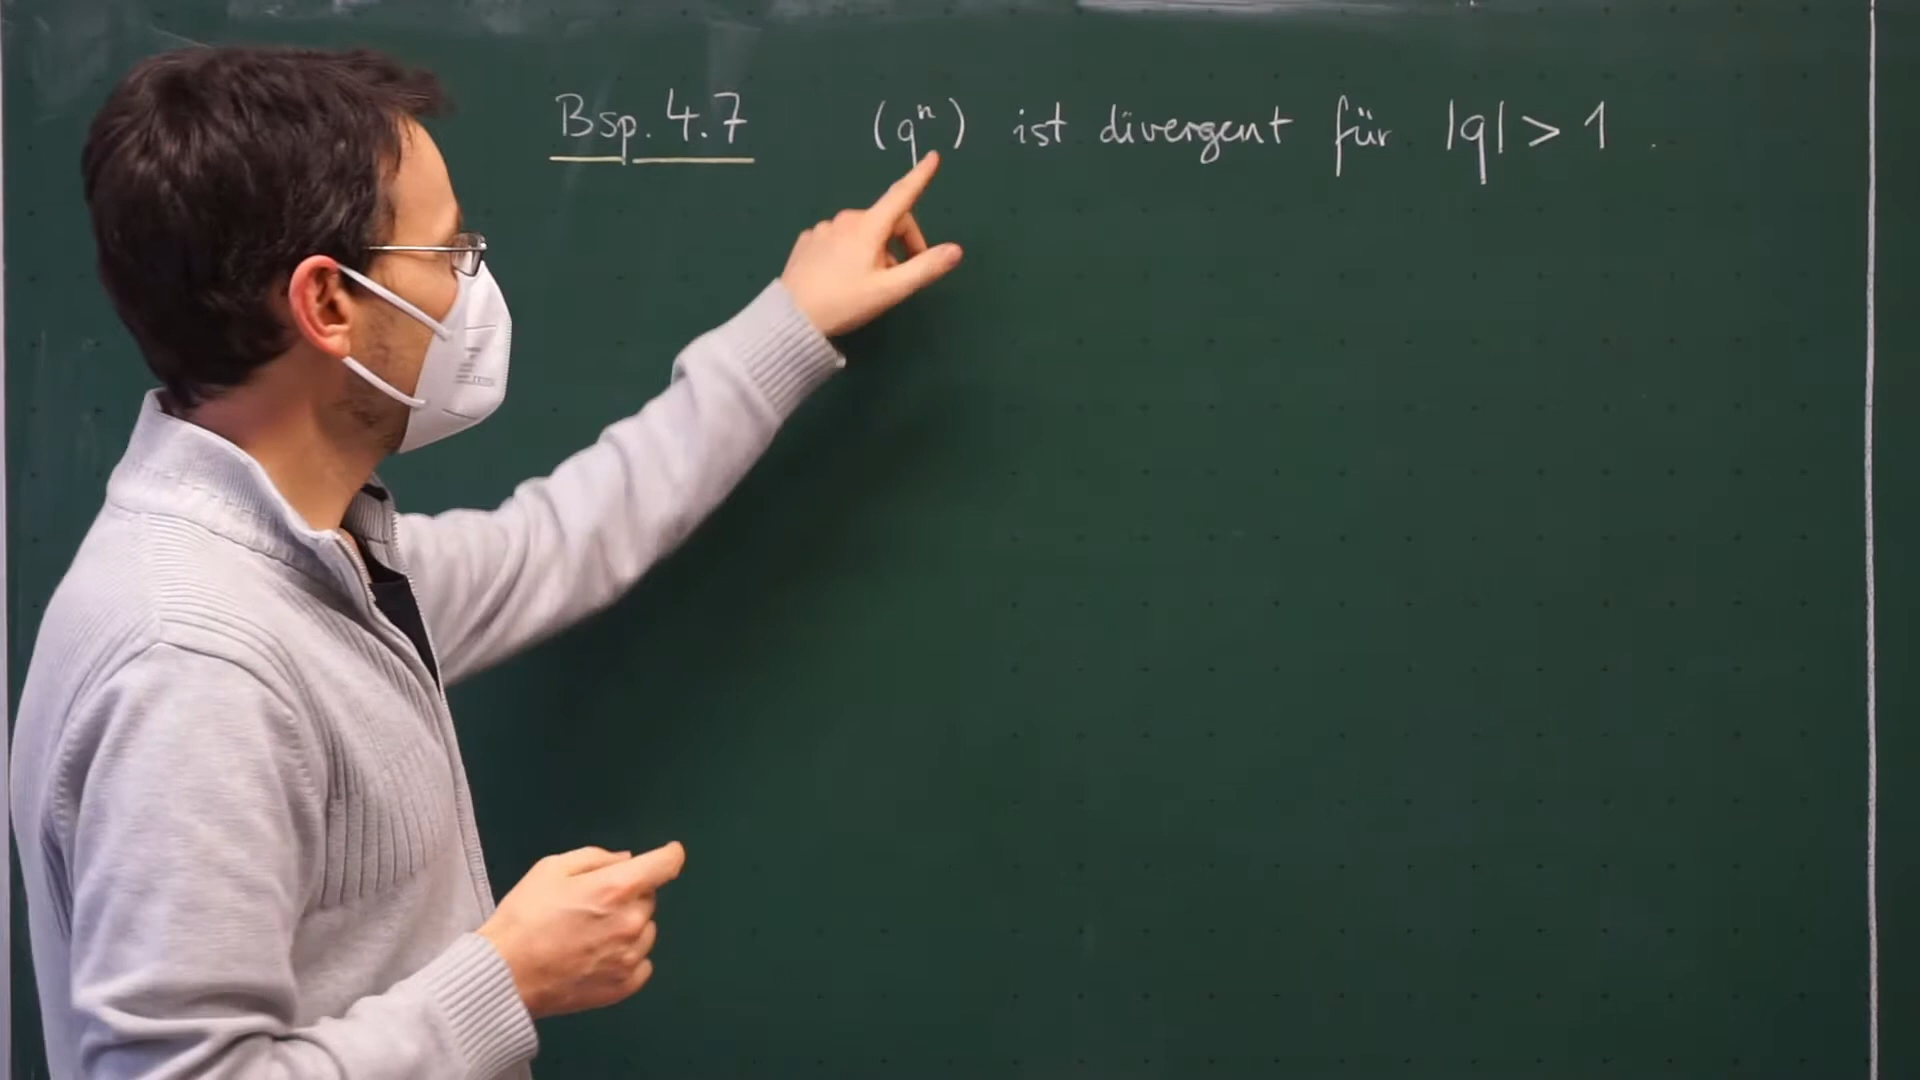 Bsp. 4.7 (qⁿ) ist divergent für |q| > 1 .